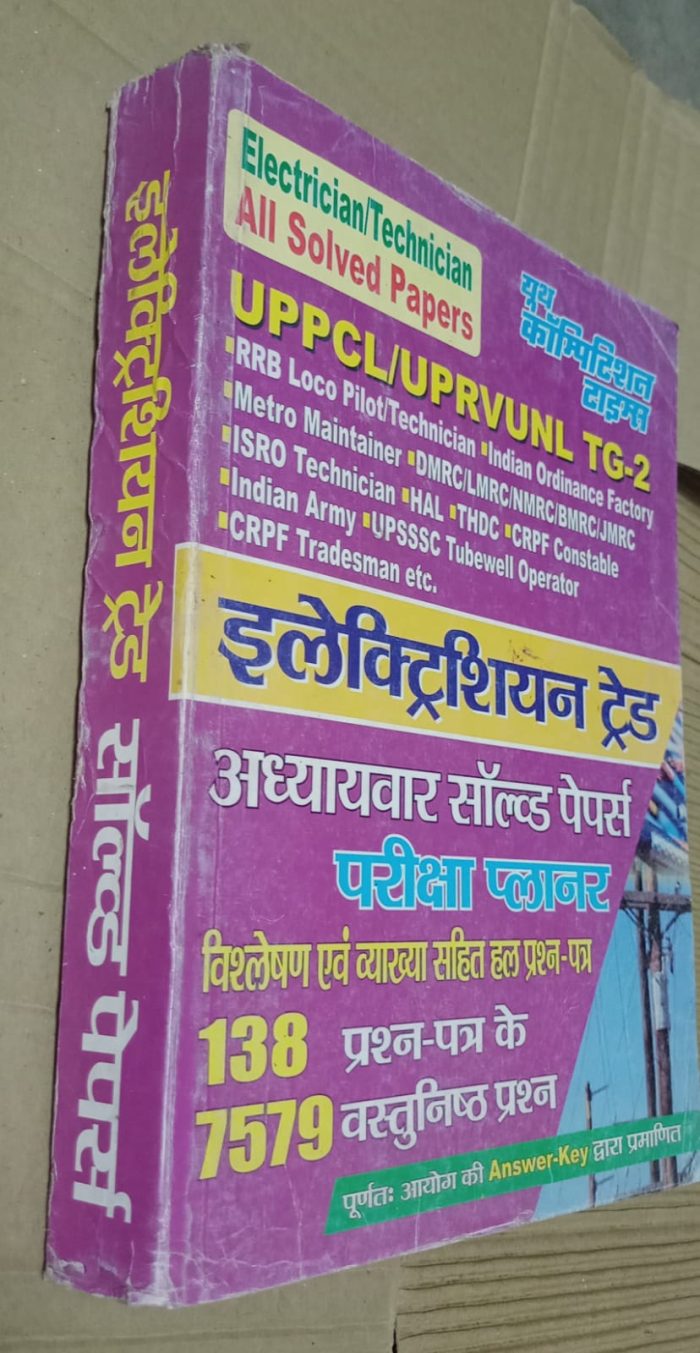 इलेक्ट्रिशियन ट्रेड सॉल्व्ड पेपर्स
Electrician/Technician
All Solved Papers
यूथ
कॉम्पिटिशन
टाइम्स
UPPCL/UPRVUNL TG-2
RRB Loco Pilot/Technician Indian Ordinance Factory
Metro Maintainer DMRC/LMRC/NMRC/BMRC/JMRC
ISRO Technician HAL THDC CRPF Constable
Indian Army UPSSSC Tubewell Operator
CRPF Tradesman etc.
इलेक्ट्रिशियन ट्रेड
अध्यायवार सॉल्व्ड पेपर्स
परीक्षा प्लानर
विश्लेषण एवं व्याख्या सहित हल प्रश्न-पत्र
138 प्रश्न-पत्र के
7579 वस्तुनिष्ठ प्रश्न
पूर्णतः आयोग की Answer-Key द्वारा प्रमाणित